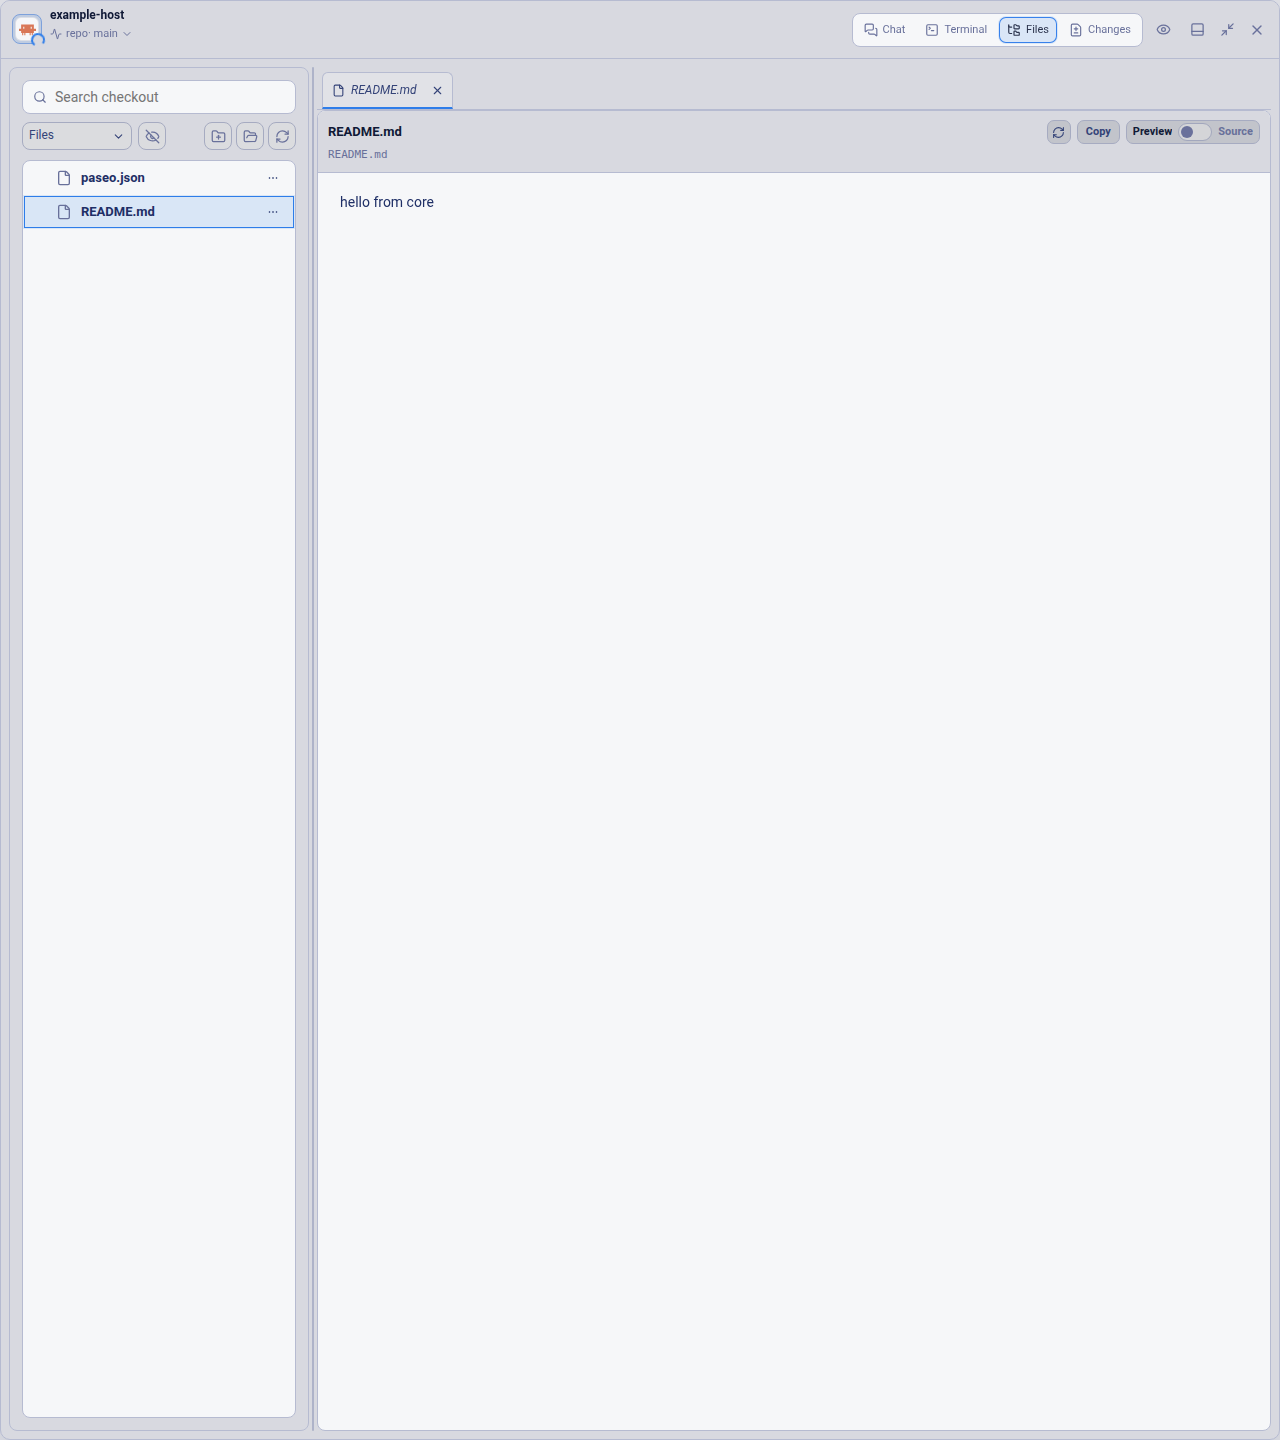 example-host
repo· main
Chat
Terminal
Files
Changes
Search checkout
Files
paseo.json
README.md
README.md
README.md
README.md
Copy
Preview
Source
hello from core